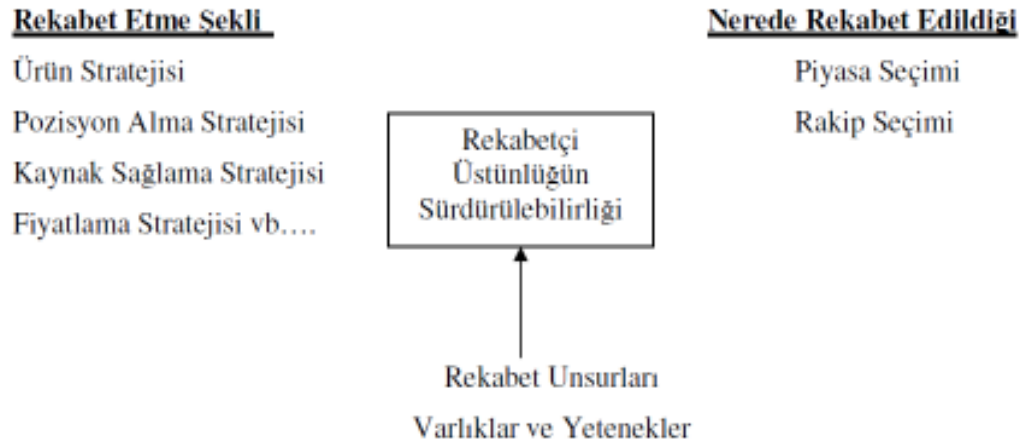 Rekabet Etme Şekli
Ürün Stratejisi
Pozisyon Alma Stratejisi
Kaynak Sağlama Stratejisi
Fiyatlama Stratejisi vb….
Nerede Rekabet Edildiği
Piyasa Seçimi
Rakip Seçimi
Rekabetçi
Üstünlüğün
Sürdürülebilirliği
Rekabet Unsurları
Varlıklar ve Yetenekler